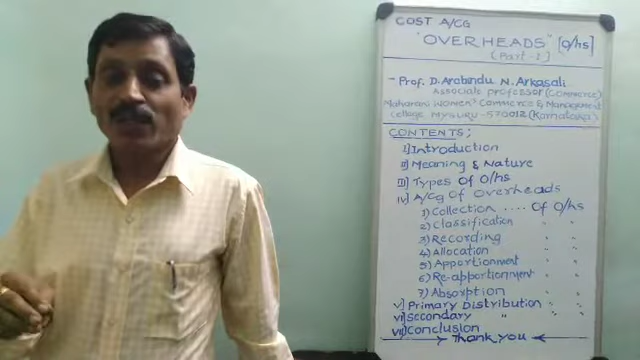 COST A/CG
"OVERHEADS" [O/hs]
(Part-1)
- Prof. D. Arabindu N. Arkasali
Associate professor (Commerce)
Maharani Women's Commerce & Management
College MYSURU - 570012 (Karnataka)
CONTENTS;
I) Introduction
II) Meaning & Nature
III) Types Of O/hs
IV) A/Cg Of Overheads
1) Collection .... Of O/hs
2) Classification " "
3) Recording " "
4) Allocation " "
5) Apportionment " "
6) Re-apportionment " "
7) Absorption " "
V) Primary Distribution " "
VI) Secondary " " "
VII) Conclusion
Thank you